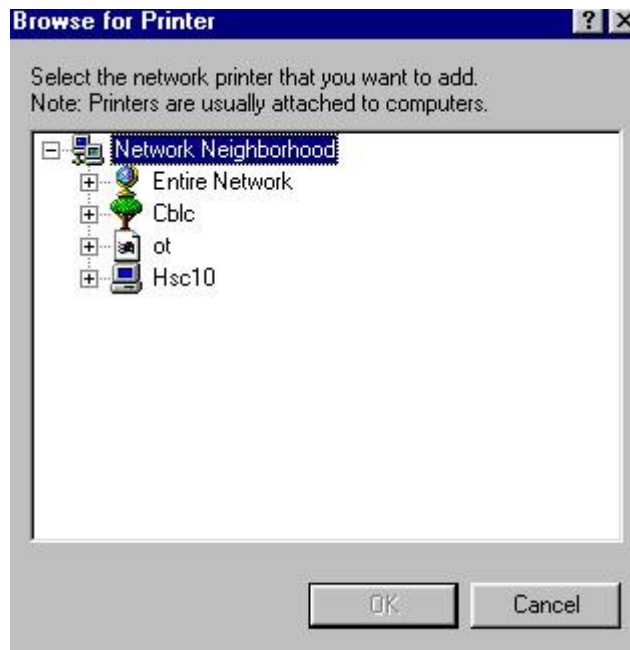 Browse for Printer
Select the network printer that you want to add.
Note: Printers are usually attached to computers.
Network Neighborhood
Entire Network
Cblc
ot
Hsc10
OK Cancel